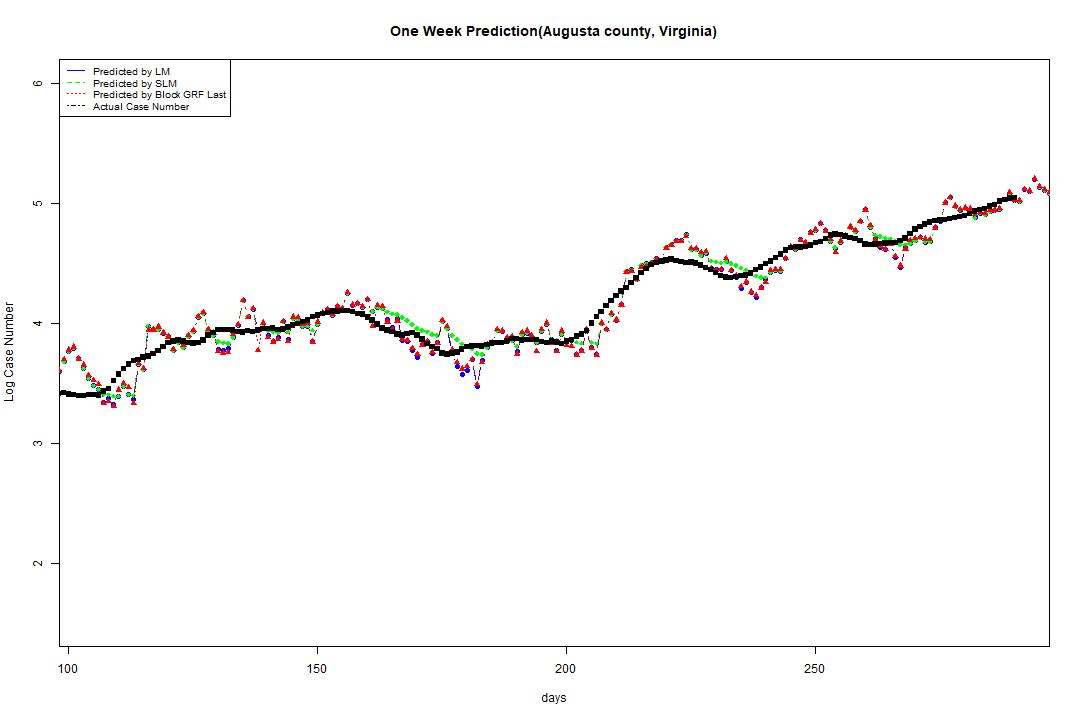 One Week Prediction(Augusta county, Virginia)
Predicted by LM
Predicted by SLM
Predicted by Block GRF Last
Actual Case Number
6
5
4
3
2
Log Case Number
100 150 200 250
days